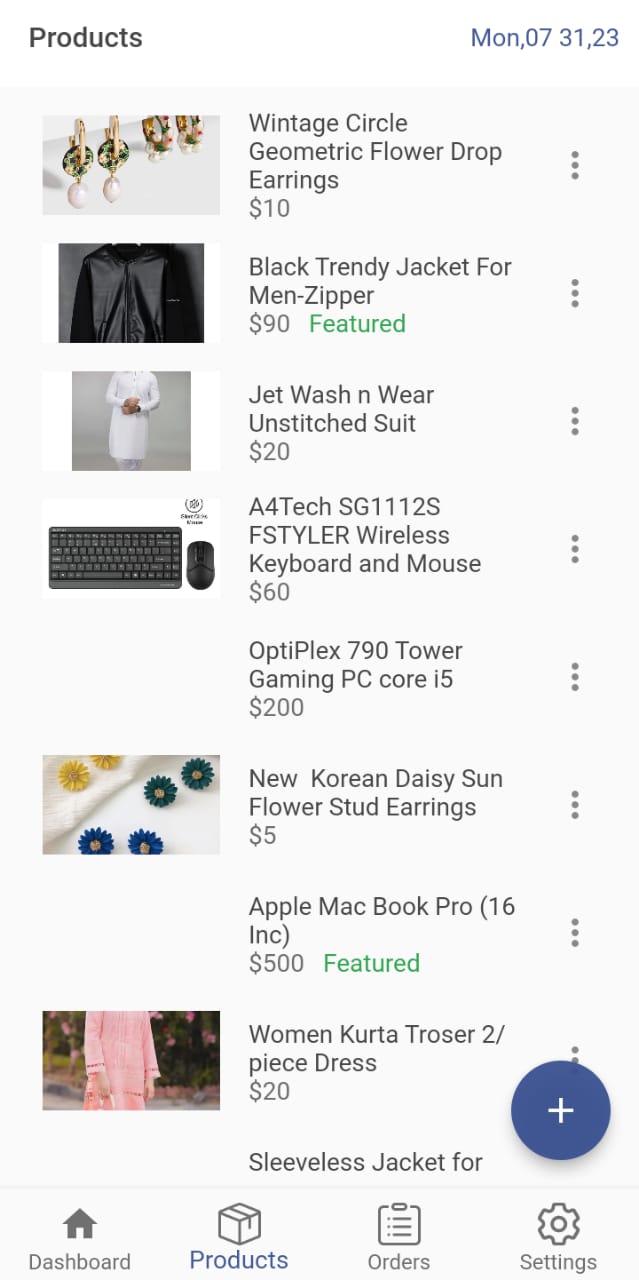 Products
Mon,07 31,23
Wintage Circle
Geometric Flower Drop
Earrings
$10
Black Trendy Jacket For
Men-Zipper
$90 Featured
Jet Wash n Wear
Unstitched Suit
$20
A4Tech SG1112S
FSTYLER Wireless
Keyboard and Mouse
$60
OptiPlex 790 Tower
Gaming PC core i5
$200
New  Korean Daisy Sun
Flower Stud Earrings
$5
Apple Mac Book Pro (16
Inc)
$500 Featured
Women Kurta Troser 2/
piece Dress
$20
Sleeveless Jacket for
Dashboard
Products
Orders
Settings